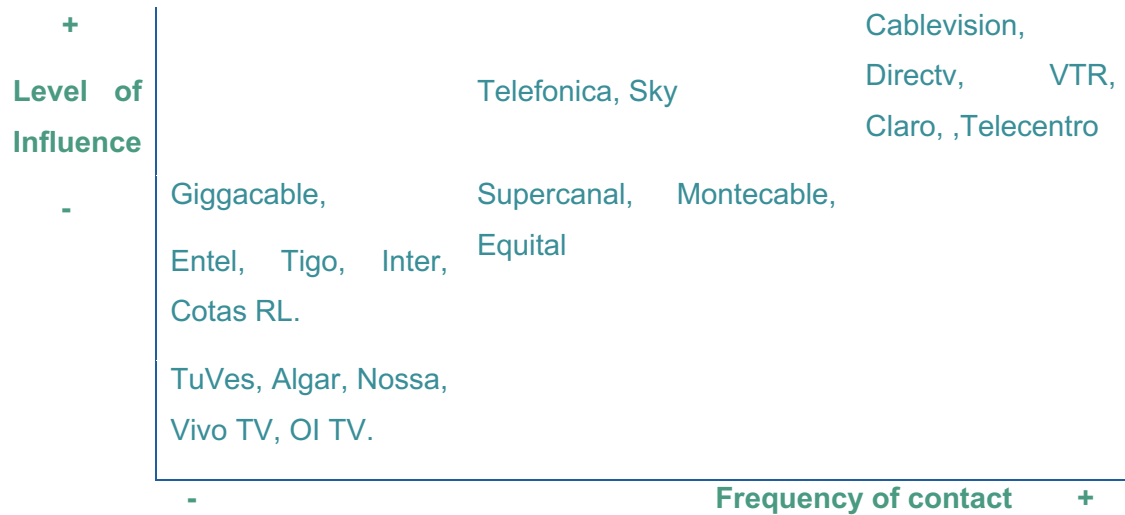 +
Level of
Influence
-
Telefonica, Sky
Cablevision,
Directv, VTR,
Claro, ,Telecentro
Giggacable,
Entel, Tigo, Inter,
Cotas RL.
TuVes, Algar, Nossa,
Vivo TV, OI TV.
Supercanal, Montecable,
Equital
- Frequency of contact +